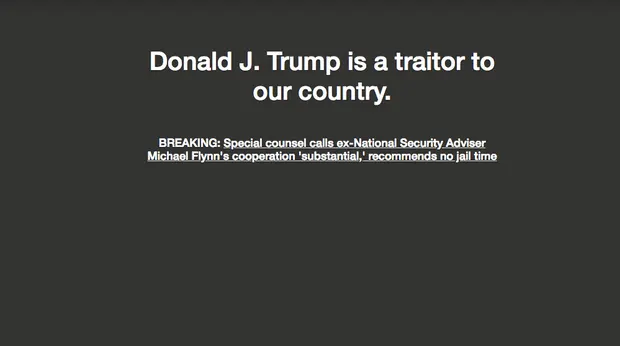 Donald J. Trump is a traitor to
our country.
BREAKING: Special counsel calls ex-National Security Adviser
Michael Flynn's cooperation 'substantial,' recommends no jail time